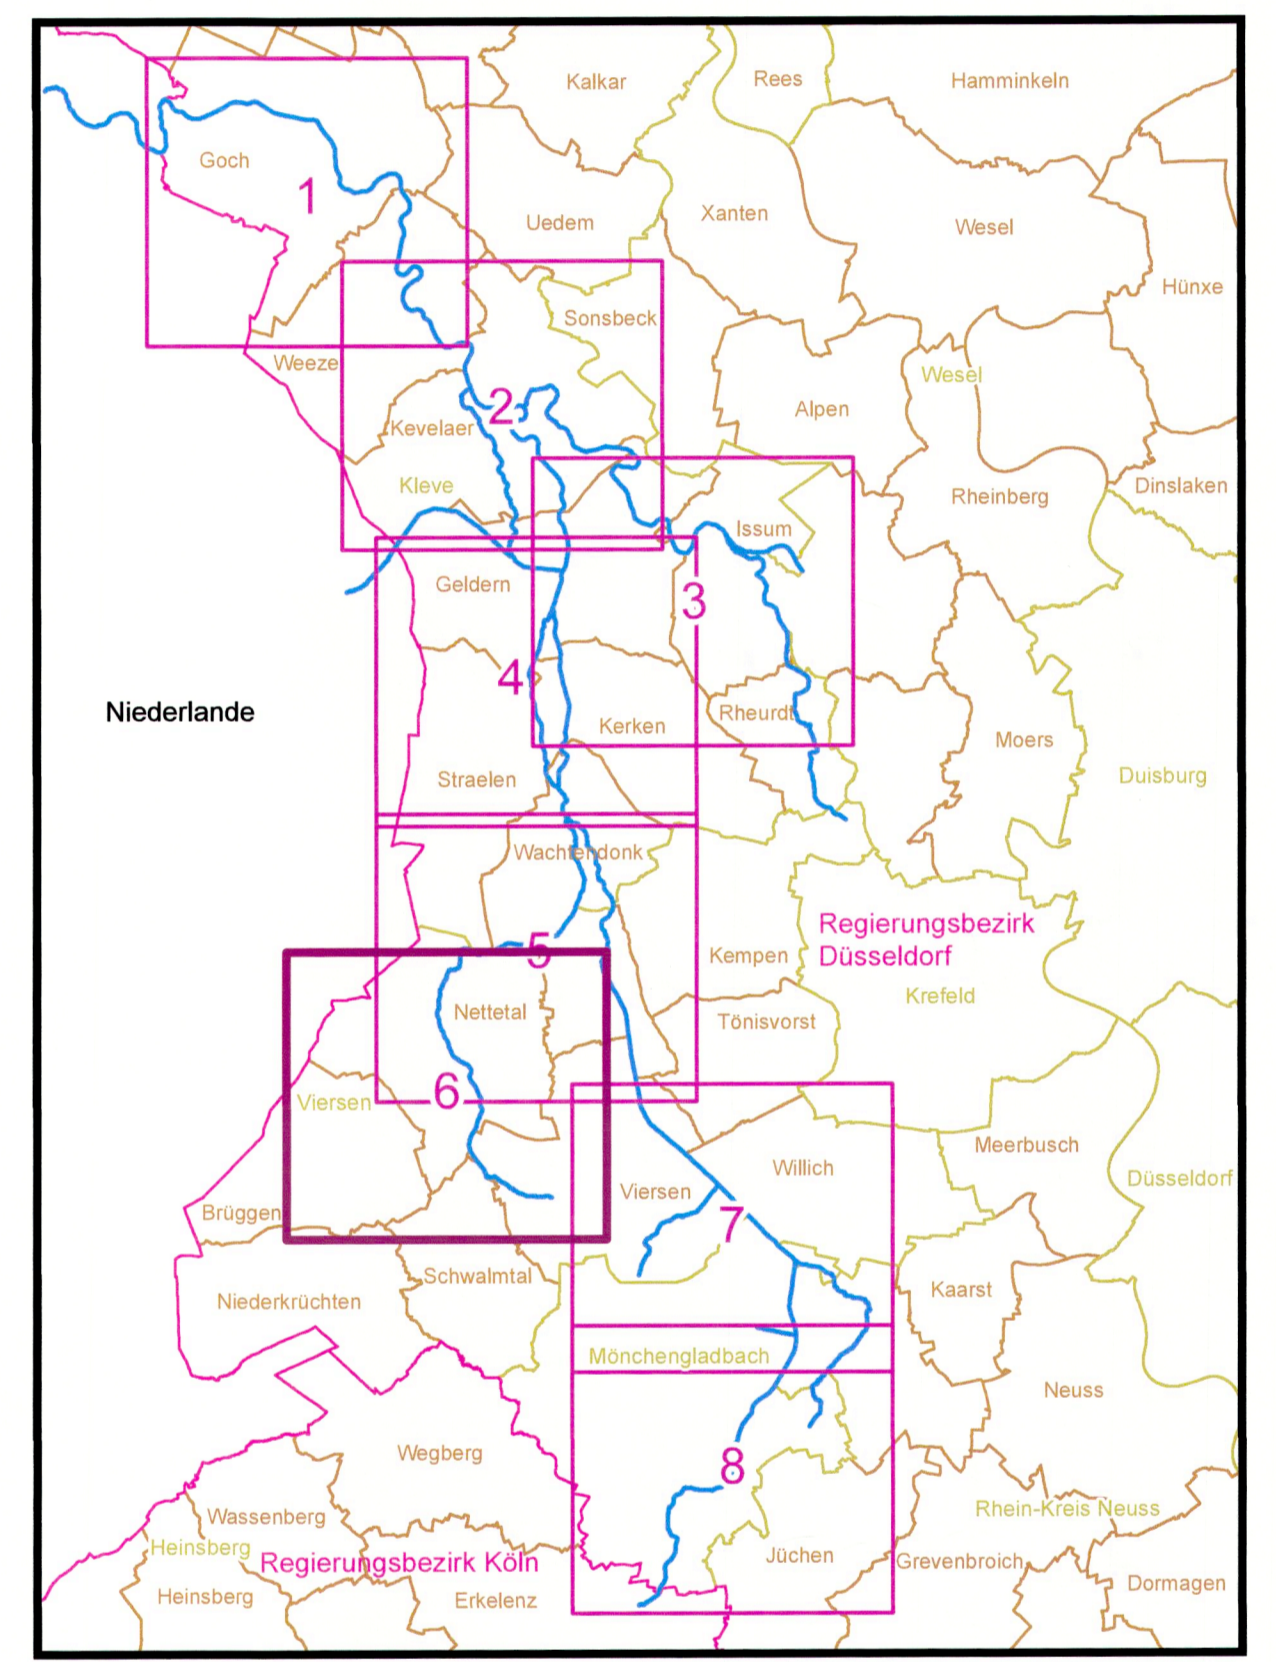 Kalkar
Rees
Hamminkeln
Goch
1
Uedem
Xanten
Wesel
Hünxe
Sonsbeck
Weeze
Wesel
2
Alpen
Kevelaer
Kleve
Rheinberg
Dinslaken
Issum
Geldern
3
4
Niederlande
Kerken
Rheurdt
Moers
Straelen
Duisburg
Wachtendonk
Regierungsbezirk
Düsseldorf
5
Kempen
Krefeld
Nettetal
Tönisvorst
6
Viersen
Meerbusch
Willich
Düsseldorf
Viersen
Brüggen
7
Schwalmtal
Kaarst
Niederkrüchten
Mönchengladbach
Neuss
Wegberg
8
Rhein-Kreis Neuss
Wassenberg
Heinsberg
Regierungsbezirk Köln
Jüchen
Grevenbroich
Dormagen
Heinsberg
Erkelenz